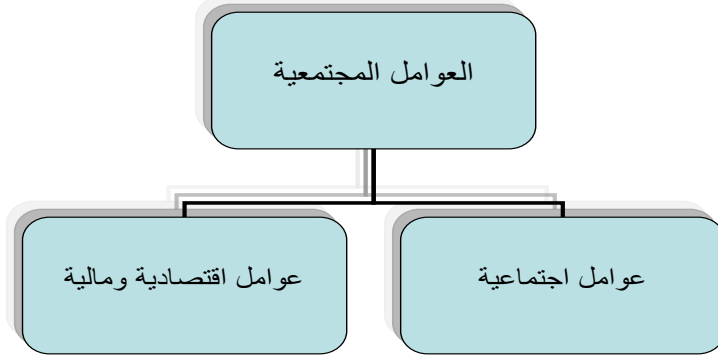 العوامل المجتمعية
عوامل اجتماعية
عوامل اقتصادية ومالية